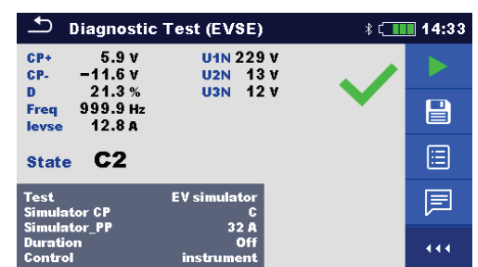 Diagnostic Test (EVSE) 14:33
CP+ 5.9 V U1N 229 V
CP- -11.6 V U2N 13 V
D 21.3 % U3N 12 V
Freq 999.9 Hz
Ievse 12.8 A
State C2
Test EV simulator
Simulator CP C
Simulator_PP 32 A
Duration Off
Control instrument